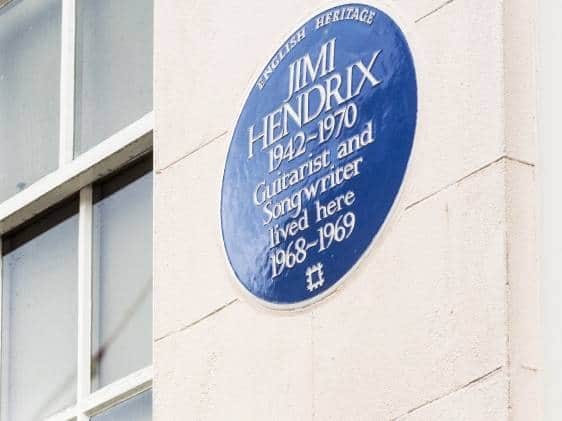 ENGLISH HERITAGE
JIMI
HENDRIX
1942~1970
Guitarist and
Songwriter
lived here
1968~1969